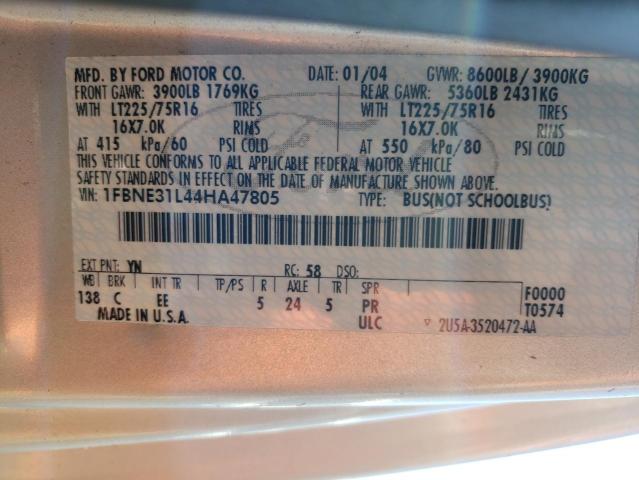 MFD. BY FORD MOTOR CO. DATE: 01/04 GVWR: 8600LB/ 3900KG
FRONT GAWR: 3900LB 1769KG REAR GAWR: 5360LB 2431KG
WITH LT225/75R16 TIRES WITH LT225/75R16 TIRES
16X7.0K RIMS 16X7.0K RIMS
AT 415 kPa/60 PSI COLD AT 550 kPa/80 PSI COLD
THIS VEHICLE CONFORMS TO ALL APPLICABLE FEDERAL MOTOR VEHICLE
SAFETY STANDARDS IN EFFECT ON THE DATE OF MANUFACTURE SHOWN ABOVE.
VIN: 1FBNE31L44HA47805 TYPE: BUS(NOT SCHOOLBUS)
EXT PNT: YN RC: 58 DSO:
WB BRK INT TR TP/PS R AXLE TR SPR F0000
138 C EE 5 24 5 PR T0574
MADE IN U.S.A. ULC ▽ 2U5A-3520472-AA